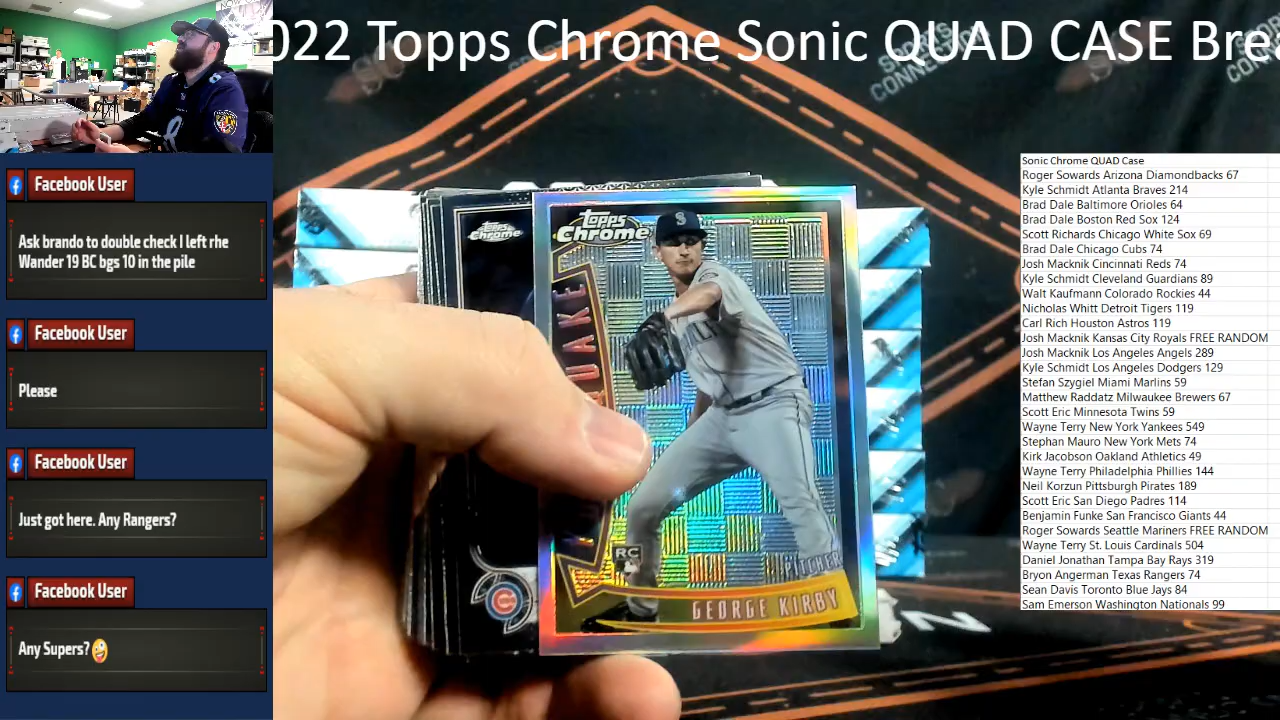 022 Topps Chrome Sonic QUAD CASE Bre
Facebook User
Ask brando to double check I left rhe
Wander 19 BC bgs 10 in the pile
Facebook User
Please
Facebook User
Just got here. Any Rangers?
Facebook User
Any Supers?🤪
Topps
Chrome
Topps
Chrome
UAKE
RC
PITCHER
GEORGE KIRBY
Sonic Chrome QUAD Case
Roger Sowards Arizona Diamondbacks 67
Kyle Schmidt Atlanta Braves 214
Brad Dale Baltimore Orioles 64
Brad Dale Boston Red Sox 124
Scott Richards Chicago White Sox 69
Brad Dale Chicago Cubs 74
Josh Macknik Cincinnati Reds 74
Kyle Schmidt Cleveland Guardians 89
Walt Kaufmann Colorado Rockies 44
Nicholas Whitt Detroit Tigers 119
Carl Rich Houston Astros 119
Josh Macknik Kansas City Royals FREE RANDOM
Josh Macknik Los Angeles Angels 289
Kyle Schmidt Los Angeles Dodgers 129
Stefan Szygiel Miami Marlins 59
Matthew Raddatz Milwaukee Brewers 67
Scott Eric Minnesota Twins 59
Wayne Terry New York Yankees 549
Stephan Mauro New York Mets 74
Kirk Jacobson Oakland Athletics 49
Wayne Terry Philadelphia Phillies 144
Neil Korzun Pittsburgh Pirates 189
Scott Eric San Diego Padres 114
Benjamin Funke San Francisco Giants 44
Roger Sowards Seattle Mariners FREE RANDOM
Wayne Terry St. Louis Cardinals 504
Daniel Jonathan Tampa Bay Rays 319
Bryon Angerman Texas Rangers 74
Sean Davis Toronto Blue Jays 84
Sam Emerson Washington Nationals 99